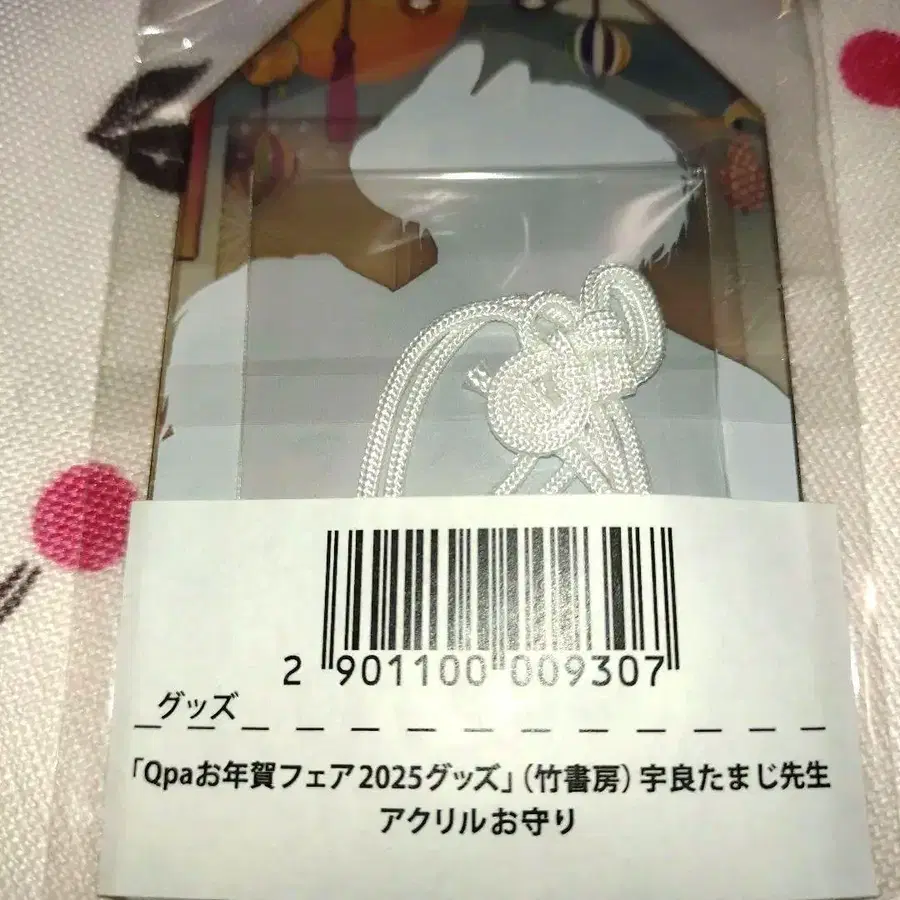 2 901100 009307
グッズ
「Qpaお年賀フェア2025グッズ」(竹書房)宇良たまじ先生
アクリルお守り